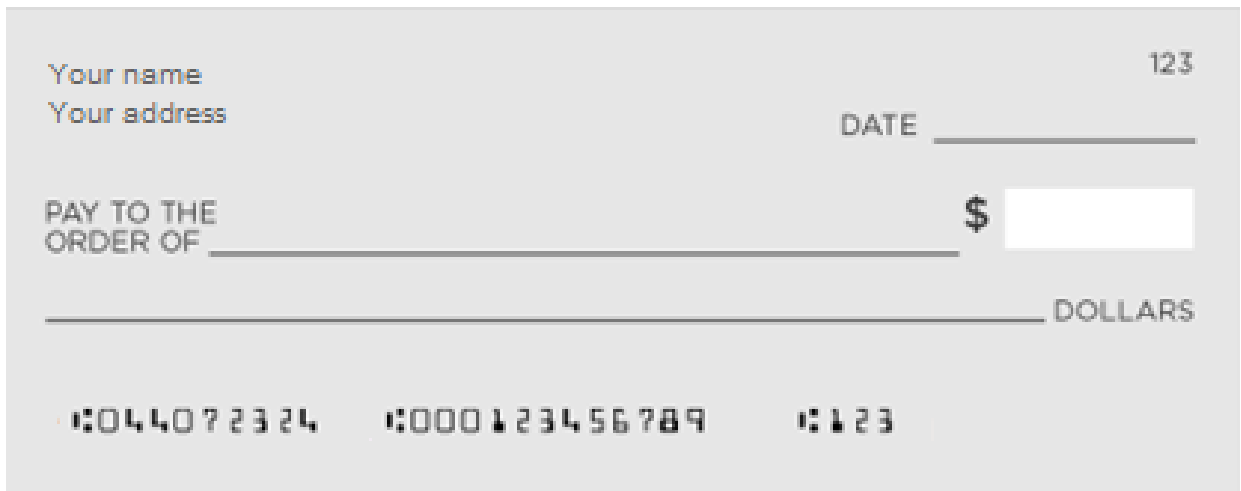 Your name
123
Your address
DATE
PAY TO THE
ORDER OF
$
DOLLARS
⑆044072324 ⑆000123456789 ⑆123